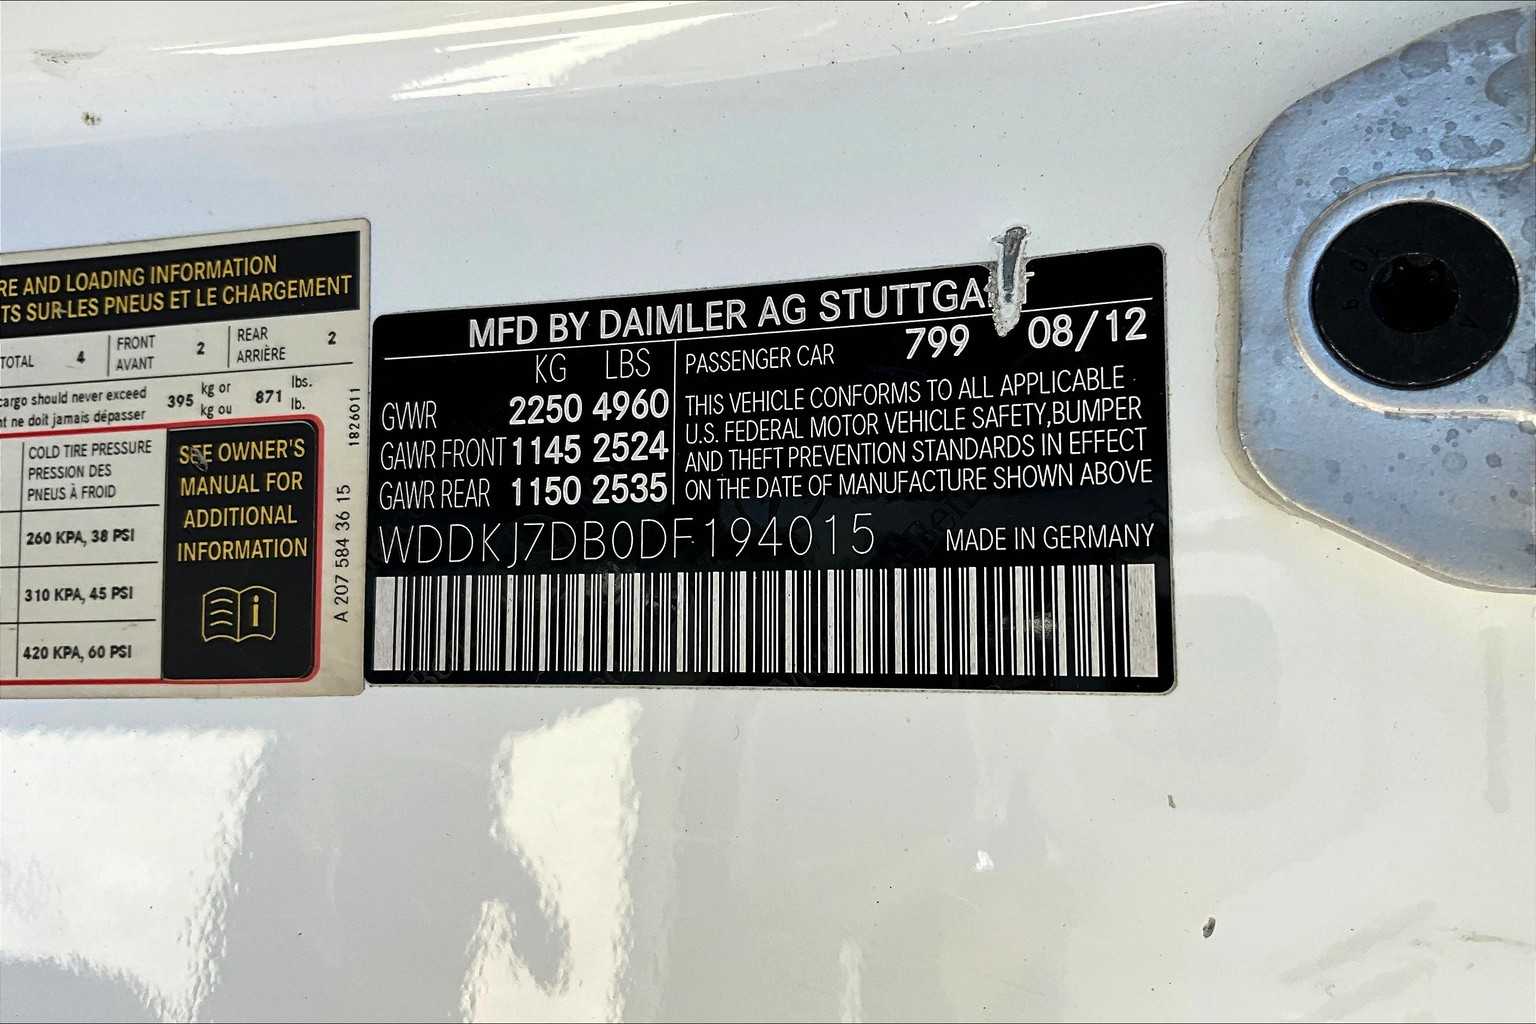 RE AND LOADING INFORMATION
TS SUR LES PNEUS ET LE CHARGEMENT
TOTAL 4
FRONT 2
AVANT
REAR 2
ARRIÈRE
cargo should never exceed 395 kg or 871 lbs.
nt ne doit jamais dépasser kg ou lb.
COLD TIRE PRESSURE
PRESSION DES
PNEUS À FROID
260 KPA, 38 PSI
310 KPA, 45 PSI
420 KPA, 60 PSI
SEE OWNER'S
MANUAL FOR
ADDITIONAL
INFORMATION
i
1826011
A 207 584 36 15
MFD BY DAIMLER AG STUTTGART
KG LBS
GVWR 2250 4960
GAWR FRONT 1145 2524
GAWR REAR 1150 2535
PASSENGER CAR 799 08/12
THIS VEHICLE CONFORMS TO ALL APPLICABLE
U.S. FEDERAL MOTOR VEHICLE SAFETY,BUMPER
AND THEFT PREVENTION STANDARDS IN EFFECT
ON THE DATE OF MANUFACTURE SHOWN ABOVE
WDDKJ7DB0DF194015
MADE IN GERMANY